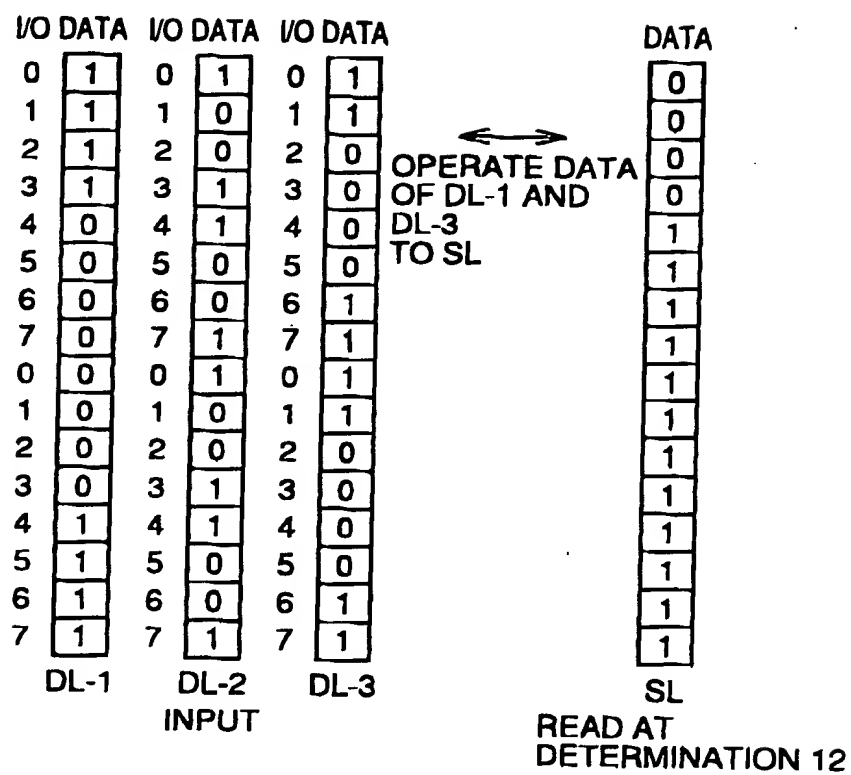 I/O DATA I/O DATA I/O DATA DATA
0 1 0 1 0 1 0
1 1 1 0 1 1 0
2 1 2 0 2 0 0
3 1 3 1 3 0 0
4 0 4 1 4 0 1
5 0 5 0 5 0 1
6 0 6 0 6 1 1
7 0 7 1 7 1 1
0 0 0 1 0 1 1
1 0 1 0 1 1 1
2 0 2 0 2 0 1
3 0 3 1 3 0 1
4 1 4 1 4 0 1
5 1 5 0 5 0 1
6 1 6 0 6 1 1
7 1 7 1 7 1 1
OPERATE DATA
OF DL-1 AND
DL-3
TO SL
DL-1 DL-2 DL-3 SL
INPUT
READ AT
DETERMINATION 12